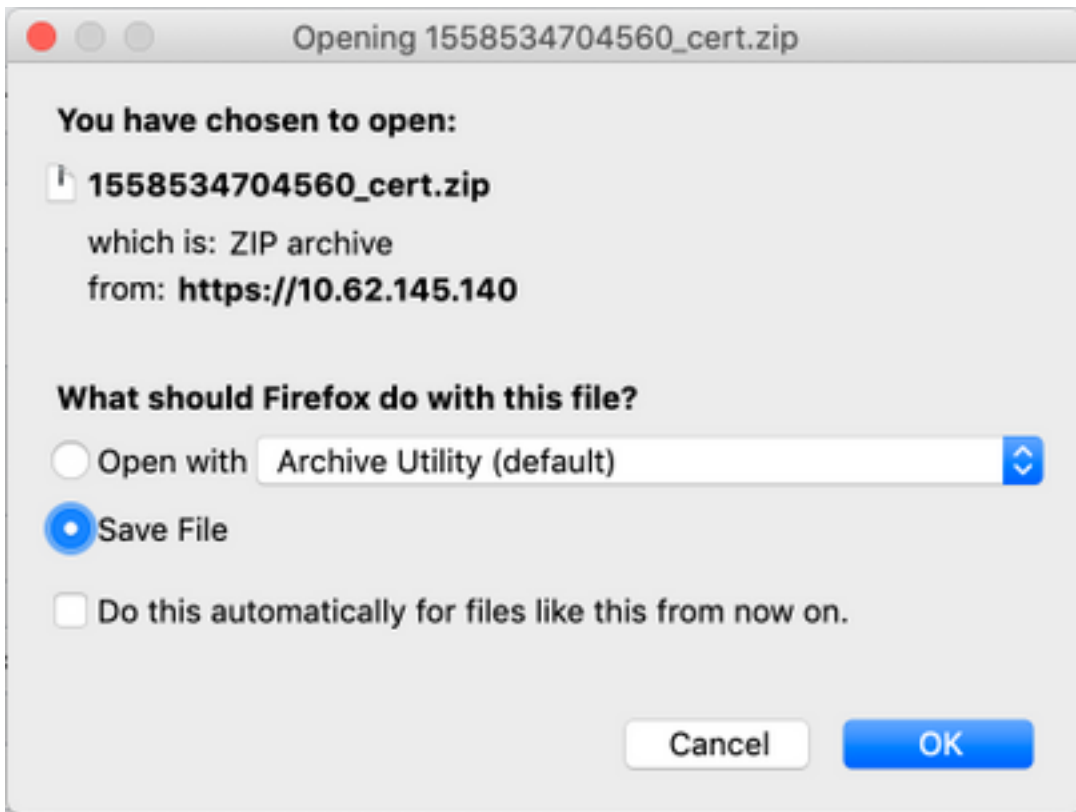 Opening 1558534704560_cert.zip
You have chosen to open:
1558534704560_cert.zip
which is: ZIP archive
from: https://10.62.145.140
What should Firefox do with this file?
Open with Archive Utility (default)
Save File
Do this automatically for files like this from now on.
Cancel OK